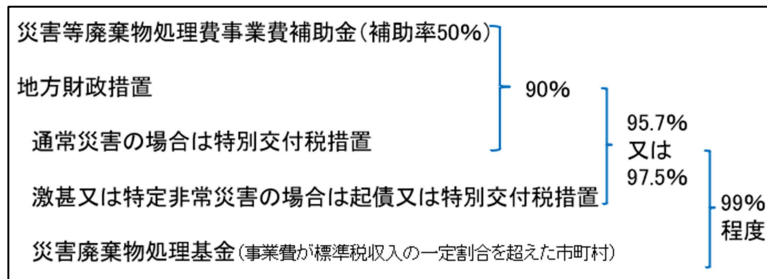 災害等廃棄物処理費事業費補助金(補助率50%)
地方財政措置
90%
通常災害の場合は特別交付税措置
95.7%
又は
97.5%
激甚又は特定非常災害の場合は起債又は特別交付税措置
99%
程度
災害廃棄物処理基金(事業費が標準税収入の一定割合を超えた市町村)